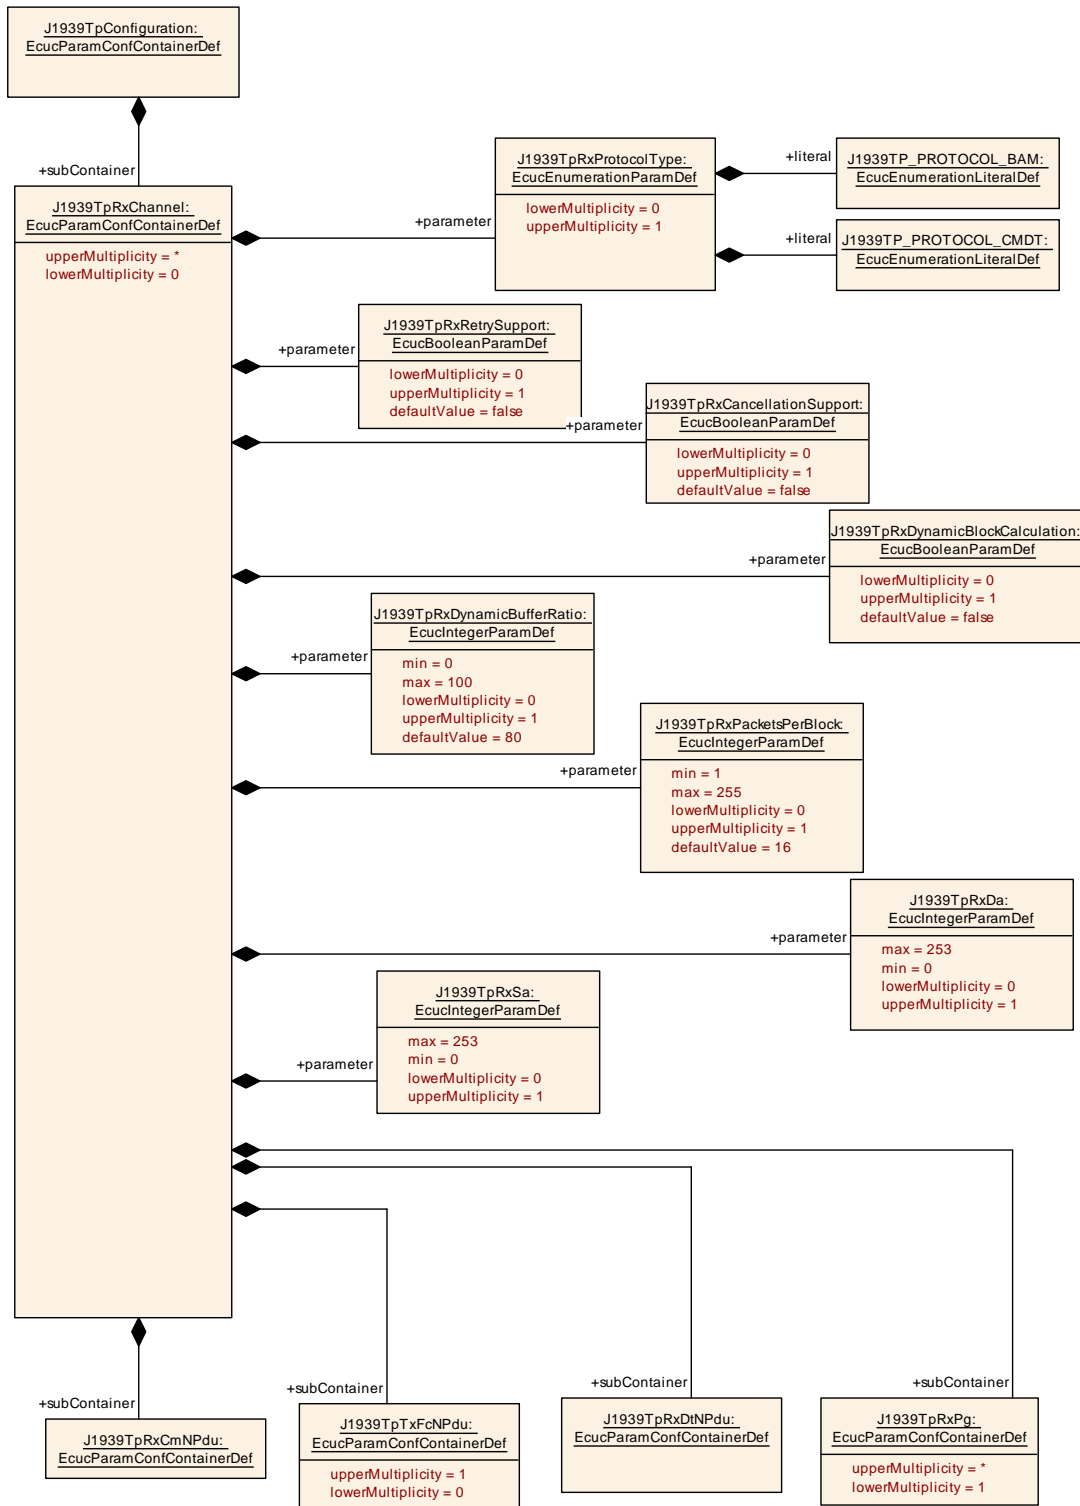 J1939TpConfiguration:
EcucParamConfContainerDef
+subContainer
J1939TpRxChannel:
EcucParamConfContainerDef
upperMultiplicity = *
lowerMultiplicity = 0
+parameter
J1939TpRxProtocolType:
EcucEnumerationParamDef
lowerMultiplicity = 0
upperMultiplicity = 1
+literal
J1939TP_PROTOCOL_BAM:
EcucEnumerationLiteralDef
+literal
J1939TP_PROTOCOL_CMDT:
EcucEnumerationLiteralDef
+parameter
J1939TpRxRetrySupport:
EcucBooleanParamDef
lowerMultiplicity = 0
upperMultiplicity = 1
defaultValue = false
+parameter
J1939TpRxCancellationSupport:
EcucBooleanParamDef
lowerMultiplicity = 0
upperMultiplicity = 1
defaultValue = false
+parameter
J1939TpRxDynamicBlockCalculation:
EcucBooleanParamDef
lowerMultiplicity = 0
upperMultiplicity = 1
defaultValue = false
+parameter
J1939TpRxDynamicBufferRatio:
EcucIntegerParamDef
min = 0
max = 100
lowerMultiplicity = 0
upperMultiplicity = 1
defaultValue = 80
+parameter
J1939TpRxPacketsPerBlock:
EcucIntegerParamDef
min = 1
max = 255
lowerMultiplicity = 0
upperMultiplicity = 1
defaultValue = 16
+parameter
J1939TpRxDa:
EcucIntegerParamDef
max = 253
min = 0
lowerMultiplicity = 0
upperMultiplicity = 1
+parameter
J1939TpRxSa:
EcucIntegerParamDef
max = 253
min = 0
lowerMultiplicity = 0
upperMultiplicity = 1
+subContainer
J1939TpRxCmNPdu:
EcucParamConfContainerDef
+subContainer
J1939TpTxFcNPdu:
EcucParamConfContainerDef
upperMultiplicity = 1
lowerMultiplicity = 0
+subContainer
J1939TpRxDtNPdu:
EcucParamConfContainerDef
+subContainer
J1939TpRxPg:
EcucParamConfContainerDef
upperMultiplicity = *
lowerMultiplicity = 1